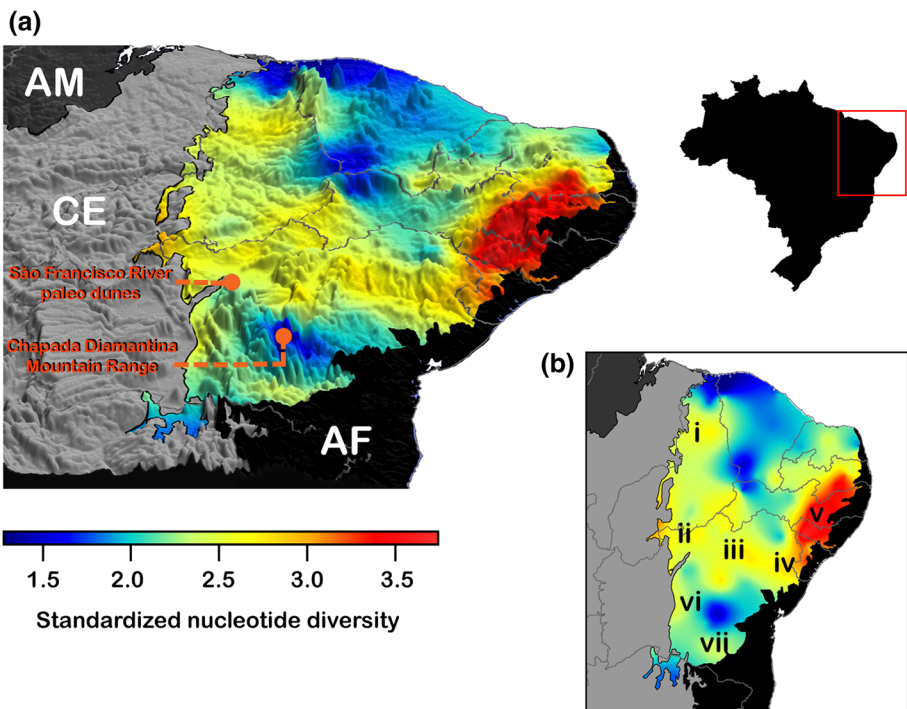 (a)
AM
CE
São Francisco River
paleo dunes
Chapada Diamantina
Mountain Range
AF
1.5 2.0 2.5 3.0 3.5
Standardized nucleotide diversity
(b)
i
v
ii
iii
iv
vi
vii